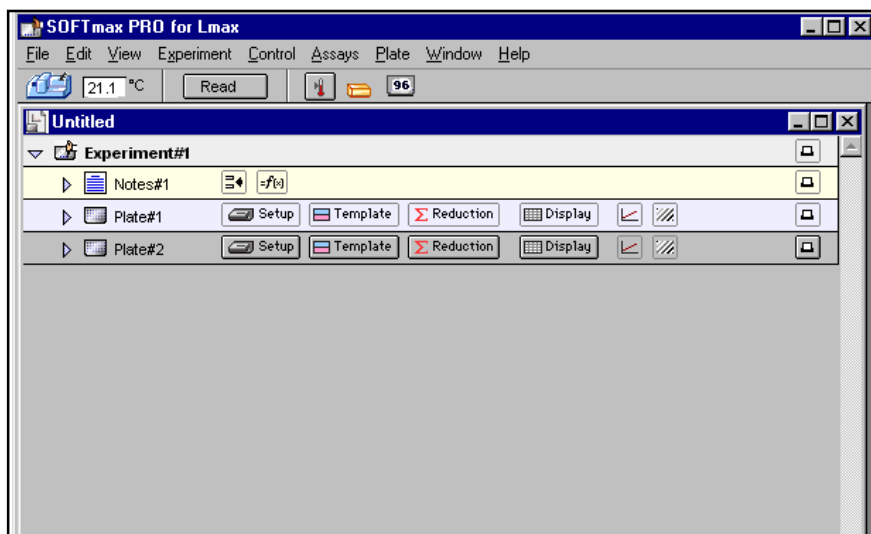 SOFTmax PRO for Lmax
File Edit View Experiment Control Assays Plate Window Help
21.1 °C Read 96
Untitled
Experiment#1
Notes#1 =f(x)
Plate#1 Setup Template Σ Reduction Display
Plate#2 Setup Template Σ Reduction Display